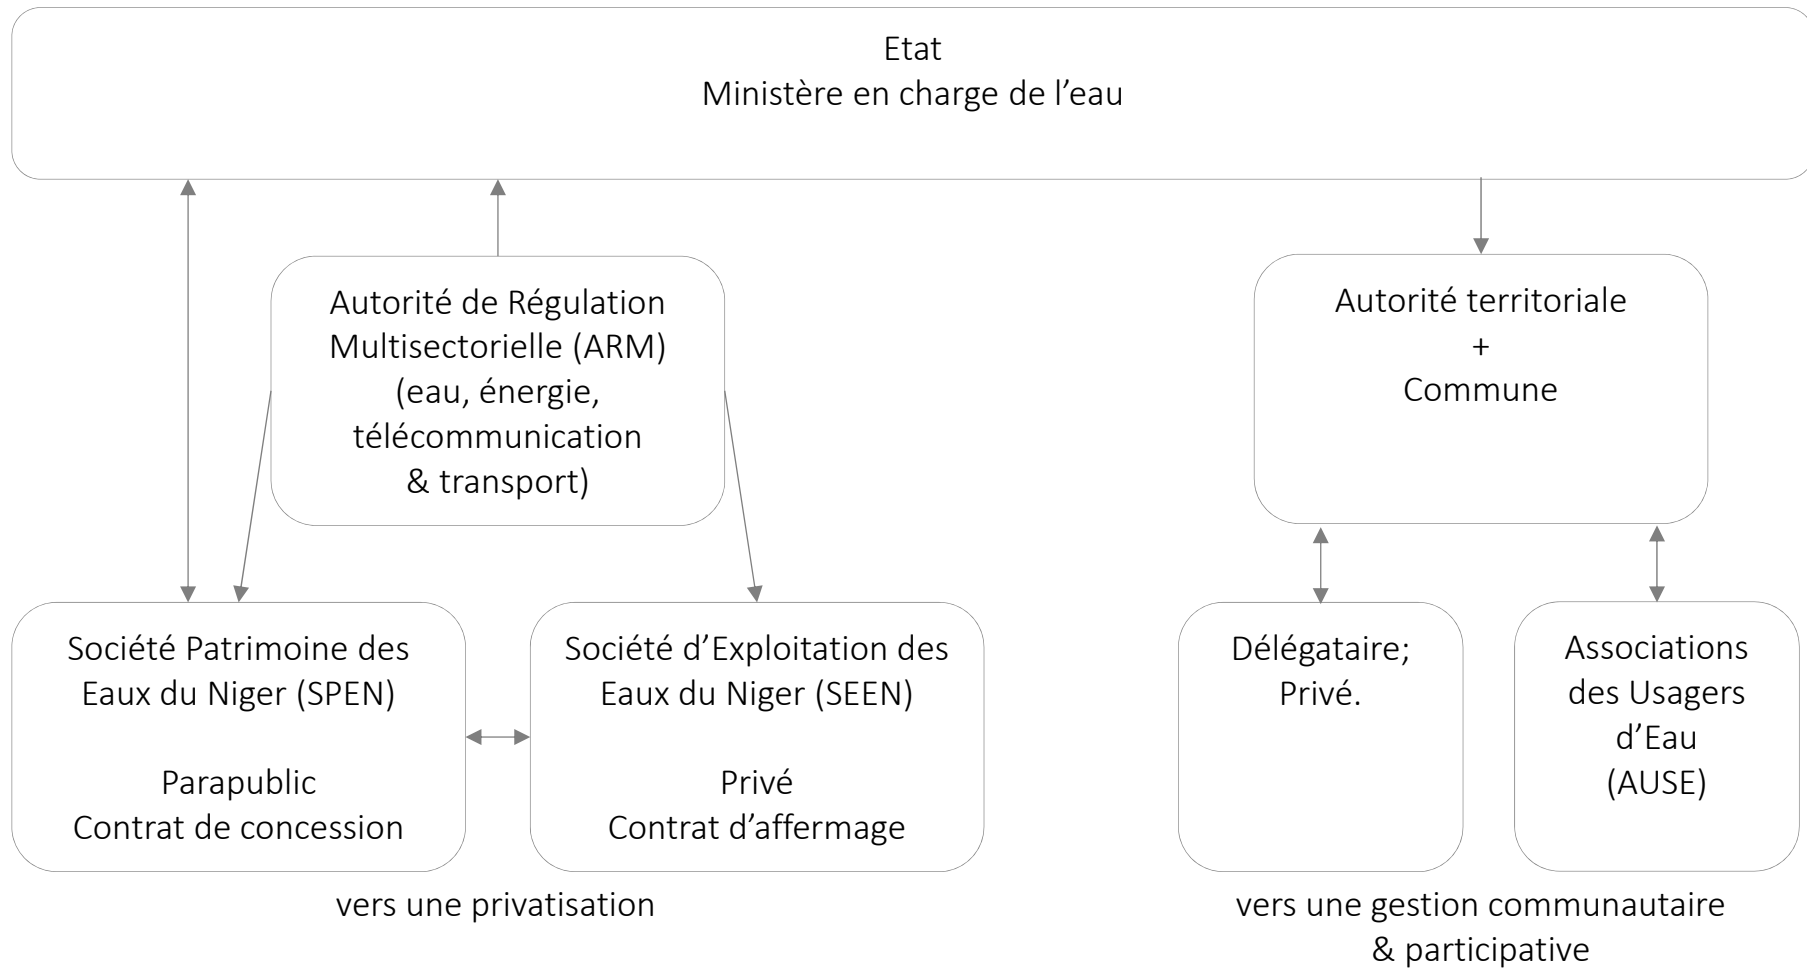 Etat
Ministère en charge de l’eau
Autorité de Régulation
Multisectorielle (ARM)
(eau, énergie,
télécommunication
& transport)
Autorité territoriale
+
Commune
Société Patrimoine des
Eaux du Niger (SPEN)
Parapublic
Contrat de concession
Société d’Exploitation des
Eaux du Niger (SEEN)
Privé
Contrat d’affermage
Délégataire;
Privé.
Associations
des Usagers
d’Eau
(AUSE)
vers une privatisation
vers une gestion communautaire
& participative